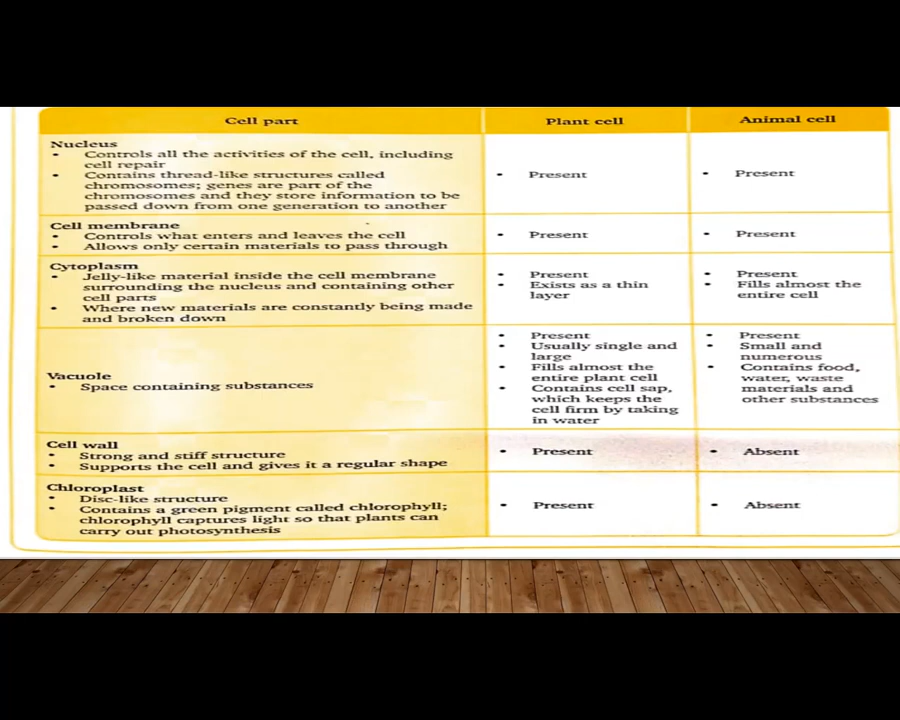 Cell part
Plant cell
Animal cell
Nucleus
• Controls all the activities of the cell, including
cell repair
• Contains thread-like structures called
chromosomes; genes are part of the
chromosomes and they store information to be
passed down from one generation to another
• Present
• Present
Cell membrane
• Controls what enters and leaves the cell
• Allows only certain materials to pass through
• Present
• Present
Cytoplasm
• Jelly-like material inside the cell membrane
surrounding the nucleus and containing other
cell parts
• Where new materials are constantly being made
and broken down
• Present
• Exists as a thin
layer
• Present
• Fills almost the
entire cell
Vacuole
• Space containing substances
• Present
• Usually single and
large
• Fills almost the
entire plant cell
• Contains cell sap,
which keeps the
cell firm by taking
in water
• Present
• Small and
numerous
• Contains food,
water, waste
materials and
other substances
Cell wall
• Strong and stiff structure
• Supports the cell and gives it a regular shape
• Present
• Absent
Chloroplast
• Disc-like structure
• Contains a green pigment called chlorophyll;
chlorophyll captures light so that plants can
carry out photosynthesis
• Present
• Absent